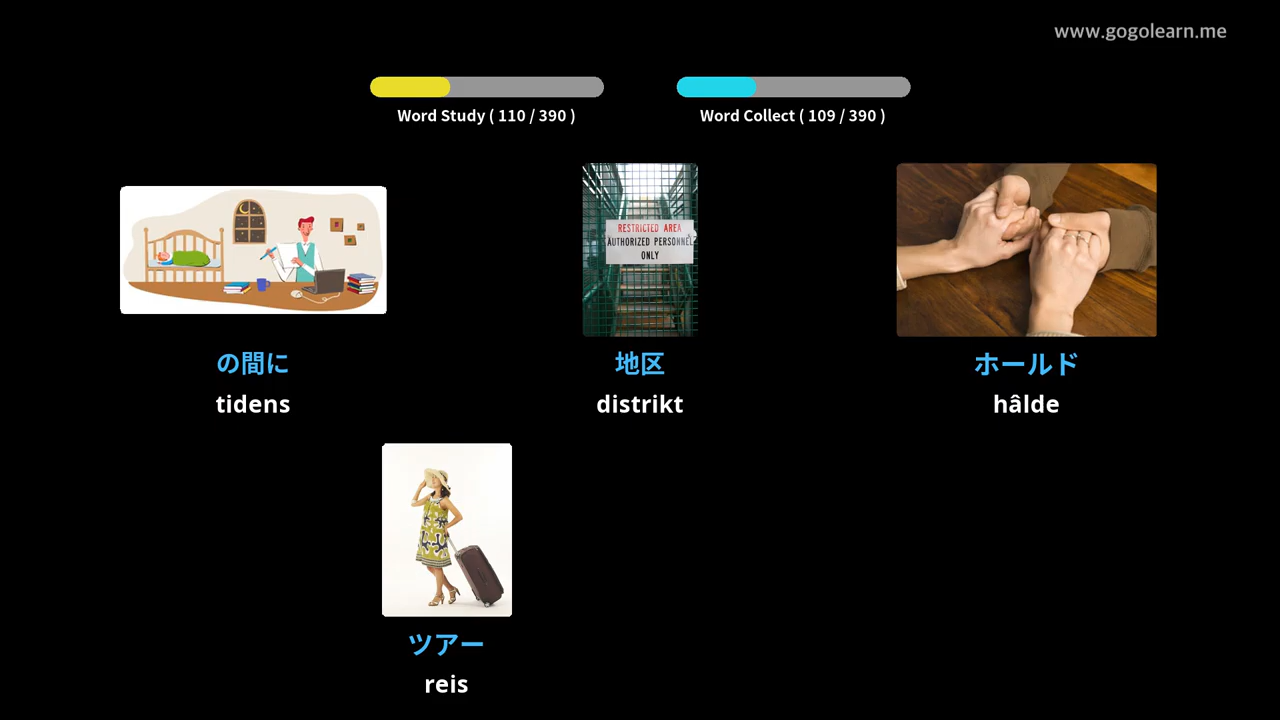 www.gogolearn.me
Word Study ( 110 / 390 )
Word Collect ( 109 / 390 )
RESTRICTED AREA
AUTHORIZED PERSONNEL
ONLY
の間に
地区
ホールド
tidens
distrikt
hâlde
ツアー
reis